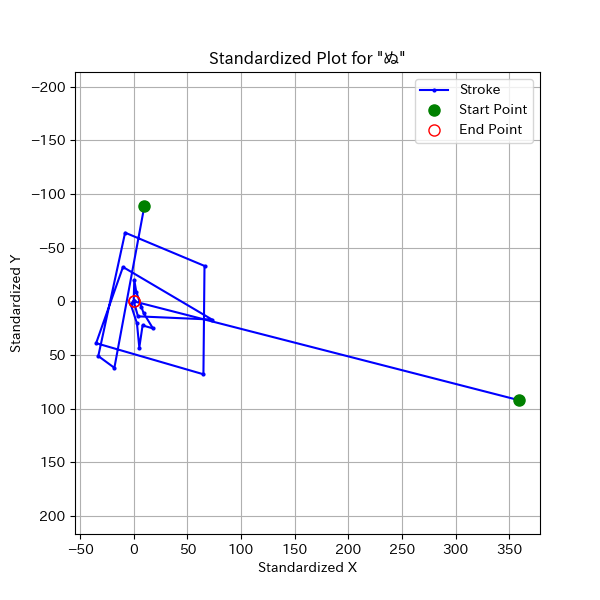 Standardized Plot for "ぬ"
Stroke
Start Point
End Point
Standardized Y
−200
−150
−100
−50
0
50
100
150
200
−50 0 50 100 150 200 250 300 350
Standardized X